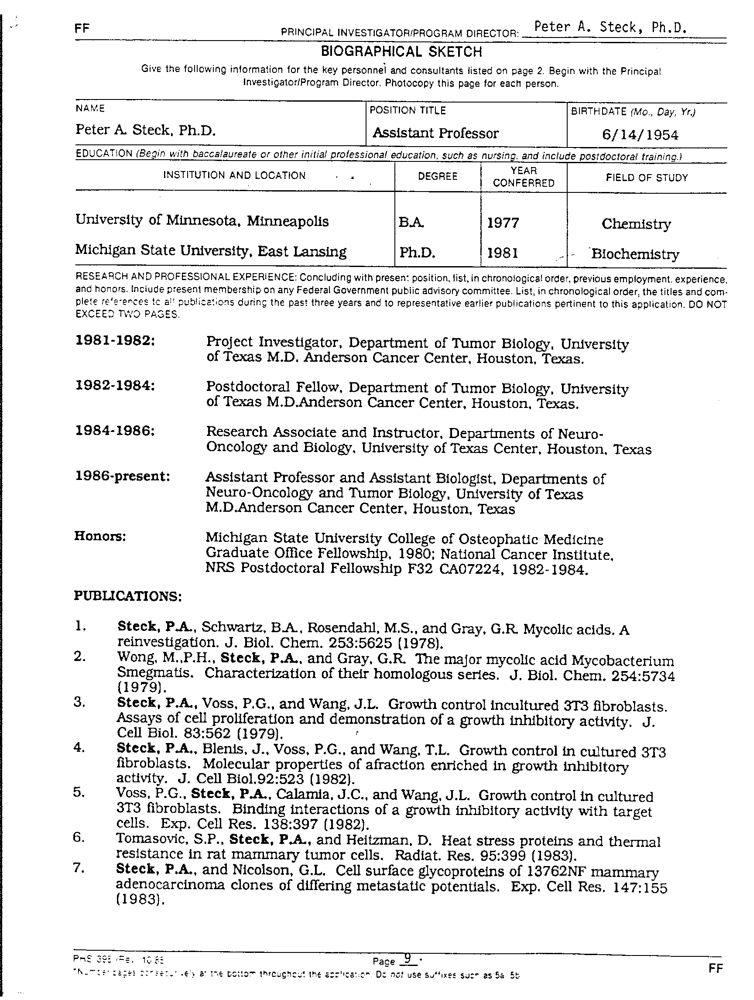 FF
PRINCIPAL INVESTIGATOR/PROGRAM DIRECTOR: Peter A. Steck, Ph.D.
BIOGRAPHICAL SKETCH
Give the following information for the key personnel and consultants listed on page 2. Begin with the Principal
Investigator/Program Director. Photocopy this page for each person.
NAME POSITION TITLE BIRTHDATE (Mo., Day, Yr.)
Peter A. Steck, Ph.D. Assistant Professor 6/14/1954
EDUCATION (Begin with baccalaureate or other initial professional education, such as nursing, and include postdoctoral training.)
INSTITUTION AND LOCATION DEGREE YEAR CONFERRED FIELD OF STUDY
University of Minnesota, Minneapolis B.A. 1977 Chemistry
Michigan State University, East Lansing Ph.D. 1981 Biochemistry
RESEARCH AND PROFESSIONAL EXPERIENCE: Concluding with present position, list, in chronological order, previous employment, experience,
and honors. Include present membership on any Federal Government public advisory committee. List, in chronological order, the titles and com-
plete references to all publications during the past three years and to representative earlier publications pertinent to this application. DO NOT
EXCEED TWO PAGES.
1981-1982: Project Investigator, Department of Tumor Biology, University
of Texas M.D. Anderson Cancer Center, Houston, Texas.
1982-1984: Postdoctoral Fellow, Department of Tumor Biology, University
of Texas M.D.Anderson Cancer Center, Houston, Texas.
1984-1986: Research Associate and Instructor, Departments of Neuro-
Oncology and Biology, University of Texas Center, Houston, Texas
1986-present: Assistant Professor and Assistant Biologist, Departments of
Neuro-Oncology and Tumor Biology, University of Texas
M.D.Anderson Cancer Center, Houston, Texas
Honors: Michigan State University College of Osteophatic Medicine
Graduate Office Fellowship, 1980; National Cancer Institute,
NRS Postdoctoral Fellowship F32 CA07224, 1982-1984.
PUBLICATIONS:
1. Steck, P.A., Schwartz, B.A., Rosendahl, M.S., and Gray, G.R. Mycolic acids. A
reinvestigation. J. Biol. Chem. 253:5625 (1978).
2. Wong, M.,P.H., Steck, P.A., and Gray, G.R. The major mycolic acid Mycobacterium
Smegmatis. Characterization of their homologous series. J. Biol. Chem. 254:5734
(1979).
3. Steck, P.A., Voss, P.G., and Wang, J.L. Growth control incultured 3T3 fibroblasts.
Assays of cell proliferation and demonstration of a growth inhibitory activity. J.
Cell Biol. 83:562 (1979).
4. Steck, P.A., Blenis, J., Voss, P.G., and Wang, T.L. Growth control in cultured 3T3
fibroblasts. Molecular properties of afraction enriched in growth inhibitory
activity. J. Cell Biol.92:523 (1982).
5. Voss, P.G., Steck, P.A., Calamia, J.C., and Wang, J.L. Growth control in cultured
3T3 fibroblasts. Binding interactions of a growth inhibitory activity with target
cells. Exp. Cell Res. 138:397 (1982).
6. Tomasovic, S.P., Steck, P.A., and Heitzman, D. Heat stress proteins and thermal
resistance in rat mammary tumor cells. Radiat. Res. 95:399 (1983).
7. Steck, P.A., and Nicolson, G.L. Cell surface glycoproteins of 13762NF mammary
adenocarcinoma clones of differing metastatic potentials. Exp. Cell Res. 147:155
(1983).
PHS 398 Page 9 *
*Number pages consecutively at the bottom throughout the application. Do not use suffixes such as 5a, 5b.
FF